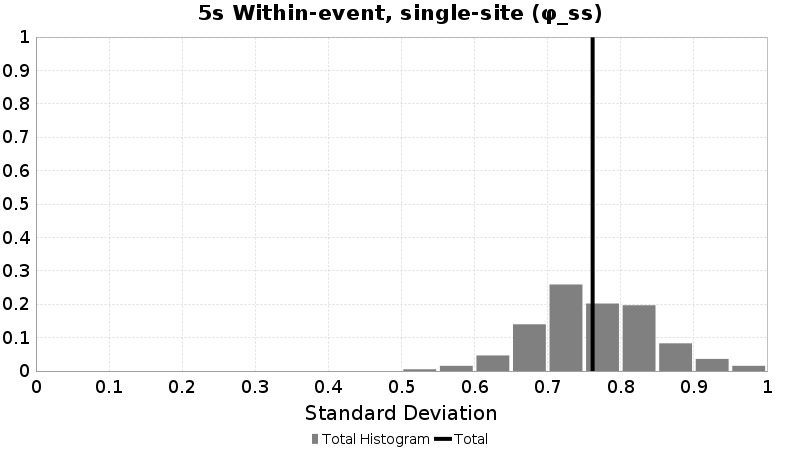 5s Within-event, single-site (φ_ss)
1
0.9
0.8
0.7
0.6
0.5
0.4
0.3
0.2
0.1
0
0 0.1 0.2 0.3 0.4 0.5 0.6 0.7 0.8 0.9 1
Standard Deviation
Total Histogram Total